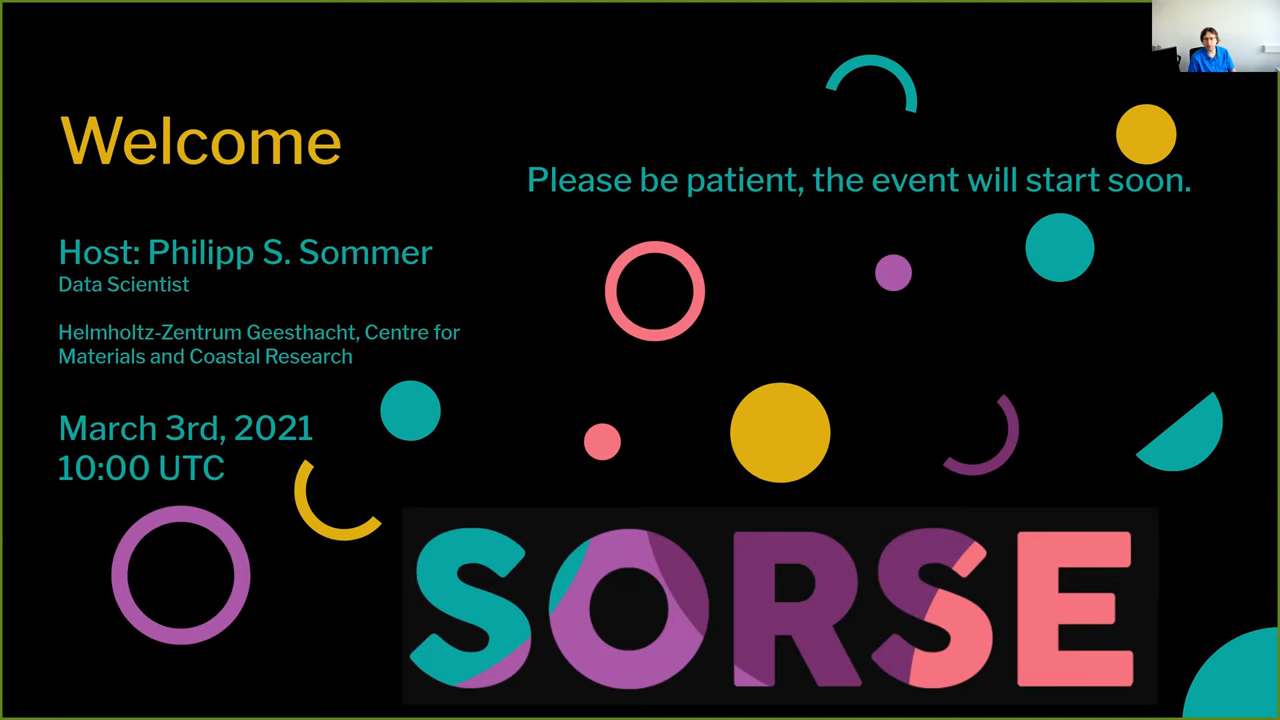 Welcome
Please be patient, the event will start soon.
Host: Philipp S. Sommer
Data Scientist
Helmholtz-Zentrum Geesthacht, Centre for
Materials and Coastal Research
March 3rd, 2021
10:00 UTC
SORSE